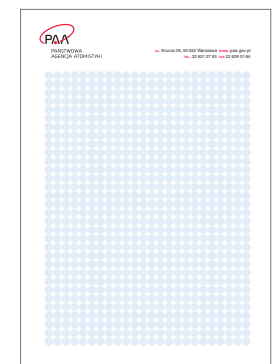 PAA
PAŃSTWOWA
AGENCJA ATOMISTYKI
UL. Krucza 36, 00-522 Warszawa www.paa.gov.pl
TEL. 22 621 27 63 FAX 22 629 01 64